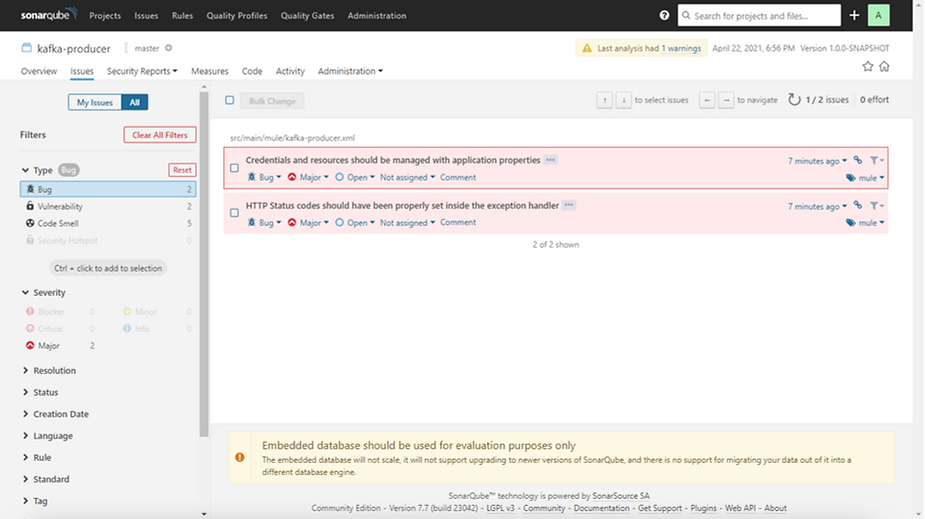 sonarqube Projects Issues Rules Quality Profiles Quality Gates Administration ? Search for projects and files... + A
kafka-producer master Last analysis had 1 warnings April 22, 2021, 6:56 PM Version 1.0.0-SNAPSHOT
Overview Issues Security Reports Measures Code Activity Administration
My Issues All
Filters Clear All Filters
Type Bug Reset
Bug 2
Vulnerability 2
Code Smell 5
Security Hotspot 0
Ctrl + click to add to selection
Severity
Blocker 0 Minor 0
Critical 0 Info 0
Major 2
Resolution
Status
Creation Date
Language
Rule
Standard
Tag
Bulk Change ↑ ↓ to select issues ← → to navigate 1 / 2 issues 0 effort
src/main/mule/kafka-producer.xml
Credentials and resources should be managed with application properties ••• 7 minutes ago
Bug Major Open Not assigned Comment mule
HTTP Status codes should have been properly set inside the exception handler ••• 7 minutes ago
Bug Major Open Not assigned Comment mule
2 of 2 shown
Embedded database should be used for evaluation purposes only
The embedded database will not scale, it will not support upgrading to newer versions of SonarQube, and there is no support for migrating your data out of it into a
different database engine.
SonarQube™ technology is powered by SonarSource SA
Community Edition - Version 7.7 (build 23042) - LGPL v3 - Community - Documentation - Get Support - Plugins - Web API - About